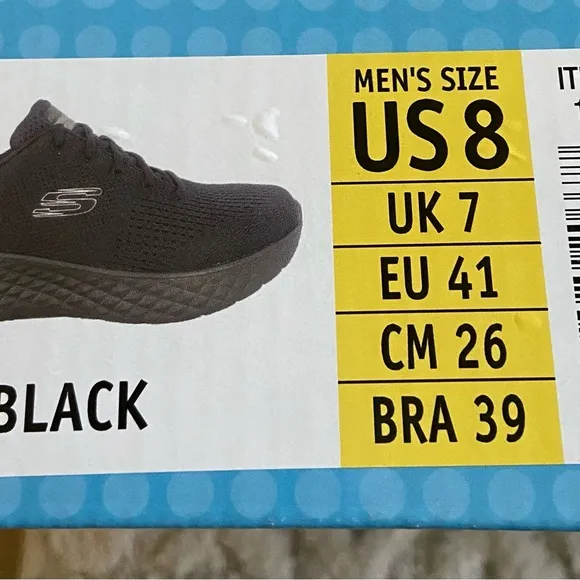 MEN'S SIZE
US 8
UK 7
EU 41
CM 26
BRA 39
BLACK